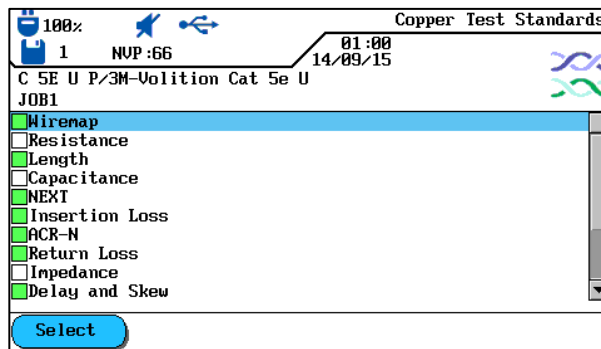 100%
Copper Test Standards
1 NVP:66
01:00
14/09/15
C 5E U P/3M-Volition Cat 5e U
JOB1
Wiremap
Resistance
Length
Capacitance
NEXT
Insertion Loss
ACR-N
Return Loss
Impedance
Delay and Skew
Select